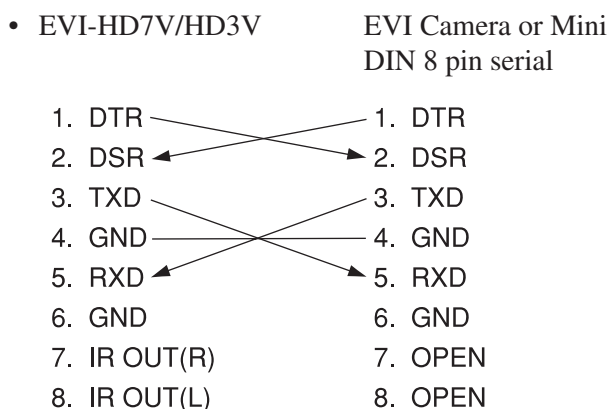 • EVI-HD7V/HD3V EVI Camera or Mini
DIN 8 pin serial
1. DTR 1. DTR
2. DSR 2. DSR
3. TXD 3. TXD
4. GND 4. GND
5. RXD 5. RXD
6. GND 6. GND
7. IR OUT(R) 7. OPEN
8. IR OUT(L) 8. OPEN